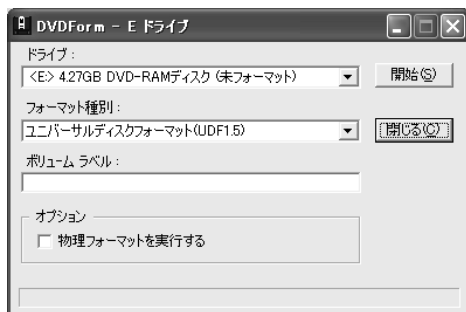 DVDForm - E ドライブ
ドライブ:
<E:> 4.27GB DVD-RAMディスク (未フォーマット)
開始(S)
フォーマット種別:
ユニバーサルディスクフォーマット(UDF1.5)
閉じる(C)
ボリューム ラベル:
オプション
物理フォーマットを実行する